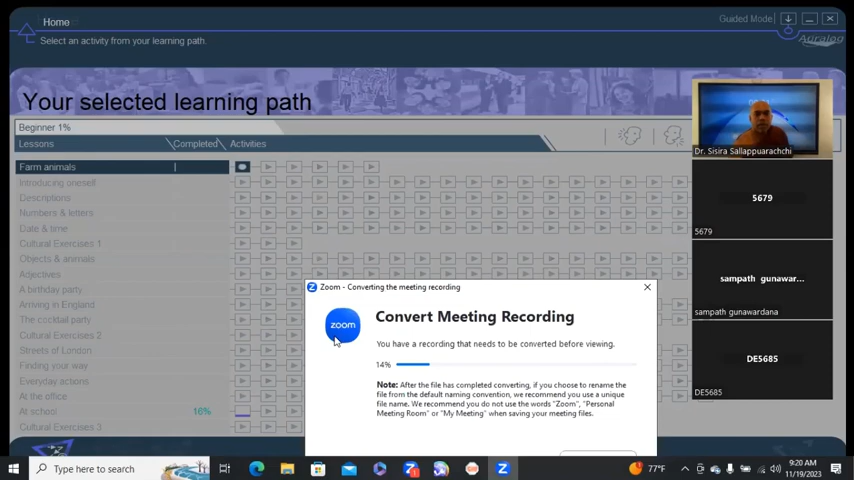 Home
Guided Mode
Select an activity from your learning path.
Auralog
Your selected learning path
Beginner 1%
Lessons
Completed
Activities
Farm animals
Introducing oneself
Descriptions
Numbers & letters
Date & time
Cultural Exercises 1
Objects & animals
Adjectives
A birthday party
Arriving in England
The cocktail party
Cultural Exercises 2
Streets of London
Finding your way
Everyday actions
At the office
At school
16%
Cultural Exercises 3
Dr. Sisira Sallappuarachchi
5679
5679
sampath gunawar...
sampath gunawardana
DE5685
DE5685
Zoom - Converting the meeting recording
zoom
Convert Meeting Recording
You have a recording that needs to be converted before viewing.
14%
Note: After the file has completed converting, if you choose to rename the
file from the default naming convention, we recommend you use a unique
file name. We recommend you do not use the words "Zoom", "Personal
Meeting Room" or "My Meeting" when saving your meeting files.
Type here to search
77°F
9:20 AM
11/19/2023